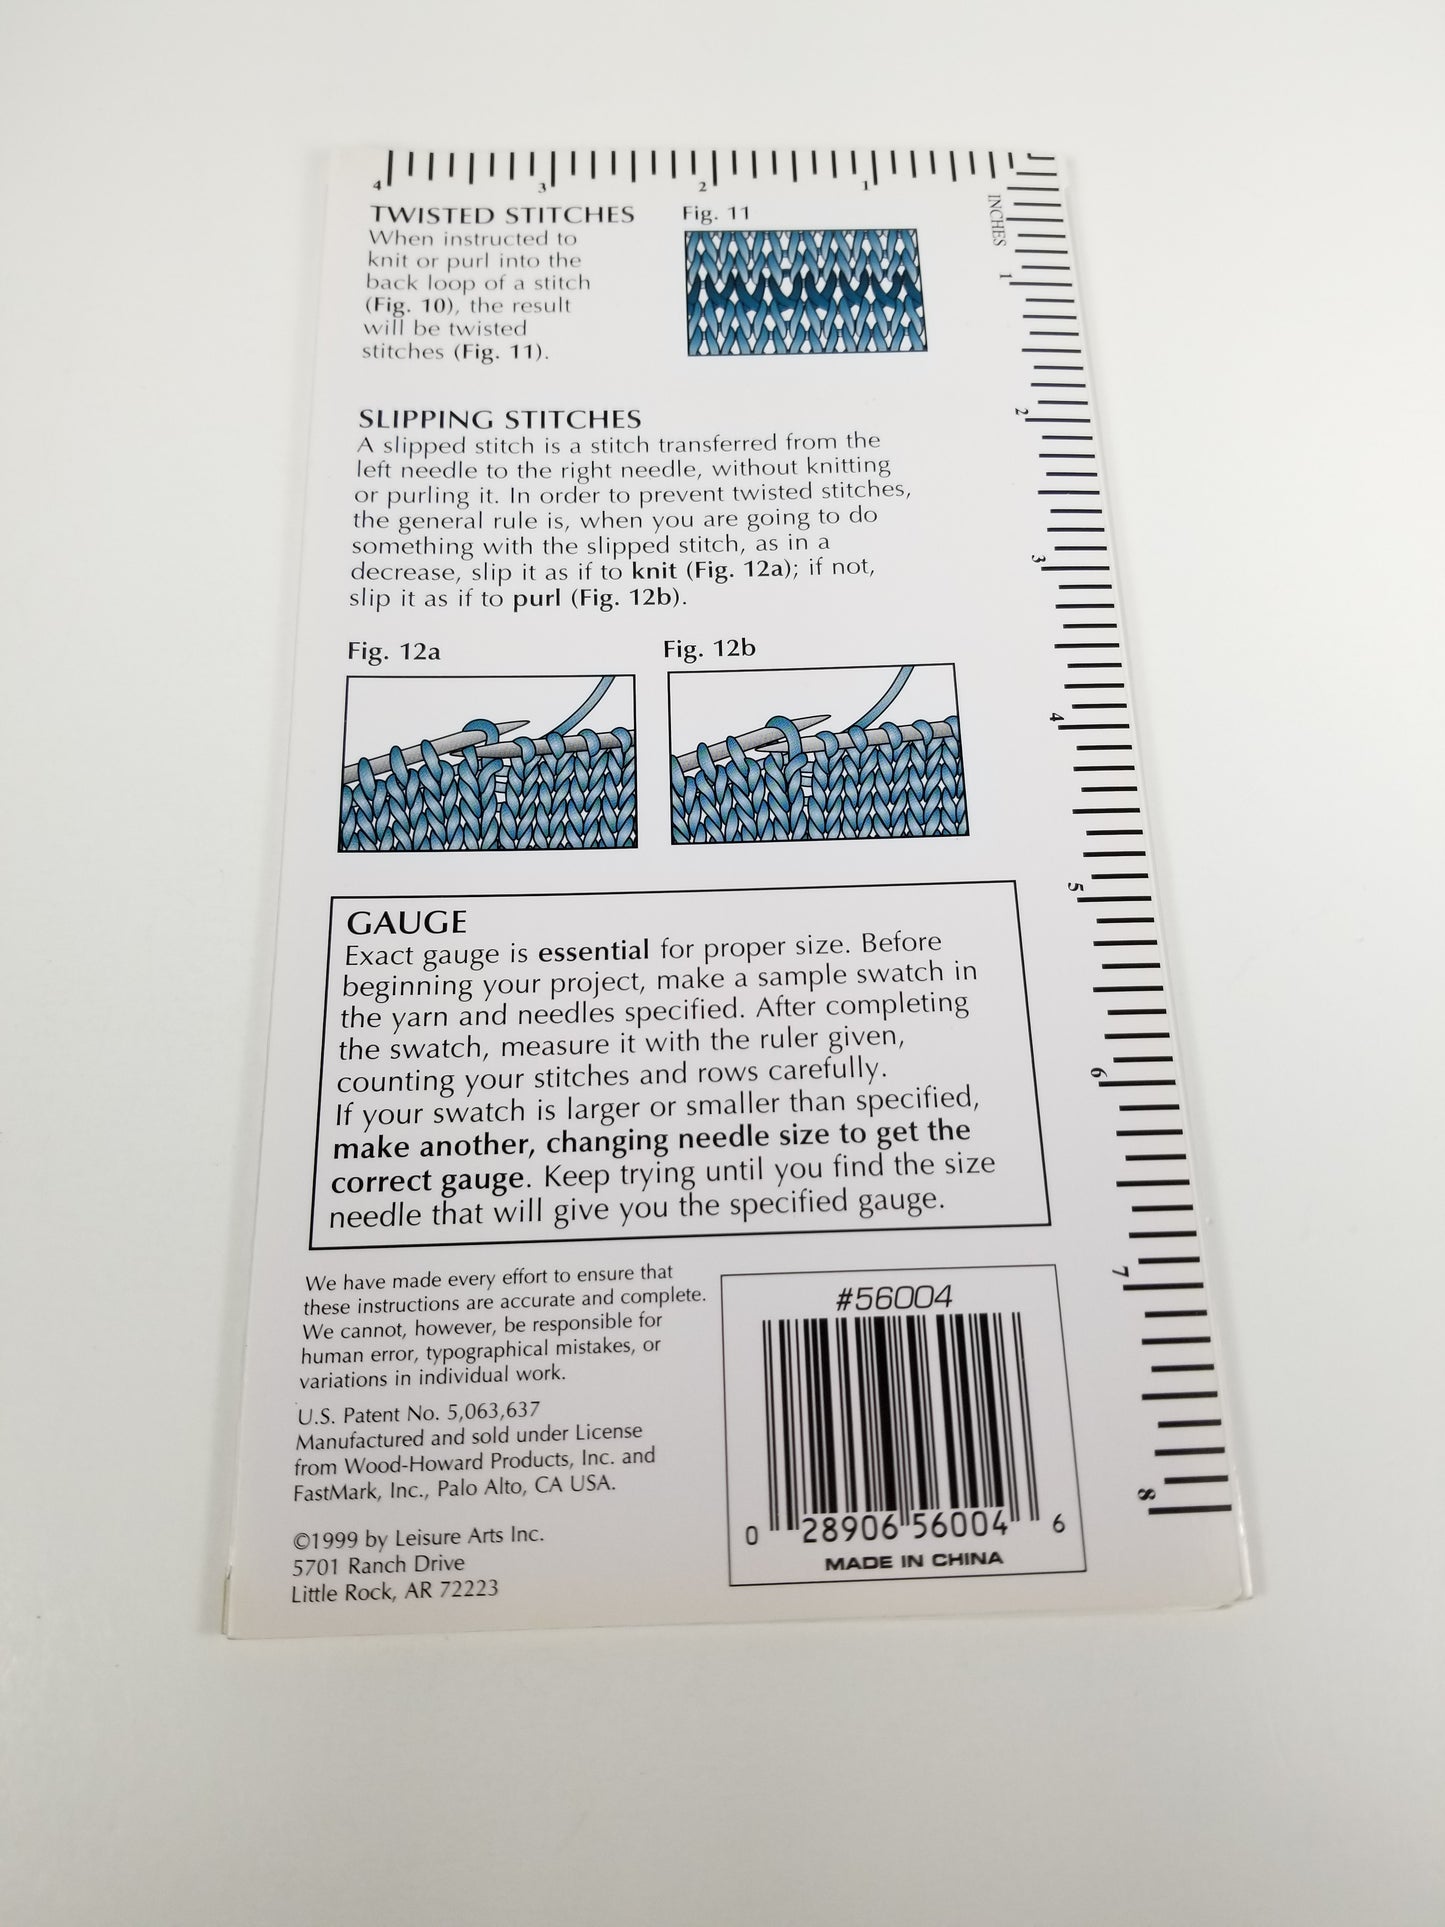 4 3 2 1
INCHES
1
2
3
4
5
6
7
8
TWISTED STITCHES
When instructed to
knit or purl into the
back loop of a stitch
(Fig. 10), the result
will be twisted
stitches (Fig. 11).
Fig. 11
SLIPPING STITCHES
A slipped stitch is a stitch transferred from the
left needle to the right needle, without knitting
or purling it. In order to prevent twisted stitches,
the general rule is, when you are going to do
something with the slipped stitch, as in a
decrease, slip it as if to knit (Fig. 12a); if not,
slip it as if to purl (Fig. 12b).
Fig. 12a
Fig. 12b
GAUGE
Exact gauge is essential for proper size. Before
beginning your project, make a sample swatch in
the yarn and needles specified. After completing
the swatch, measure it with the ruler given,
counting your stitches and rows carefully.
If your swatch is larger or smaller than specified,
make another, changing needle size to get the
correct gauge. Keep trying until you find the size
needle that will give you the specified gauge.
We have made every effort to ensure that
these instructions are accurate and complete.
We cannot, however, be responsible for
human error, typographical mistakes, or
variations in individual work.
U.S. Patent No. 5,063,637
Manufactured and sold under License
from Wood-Howard Products, Inc. and
FastMark, Inc., Palo Alto, CA USA.
©1999 by Leisure Arts Inc.
5701 Ranch Drive
Little Rock, AR 72223
#56004
0 28906 56004 6
MADE IN CHINA